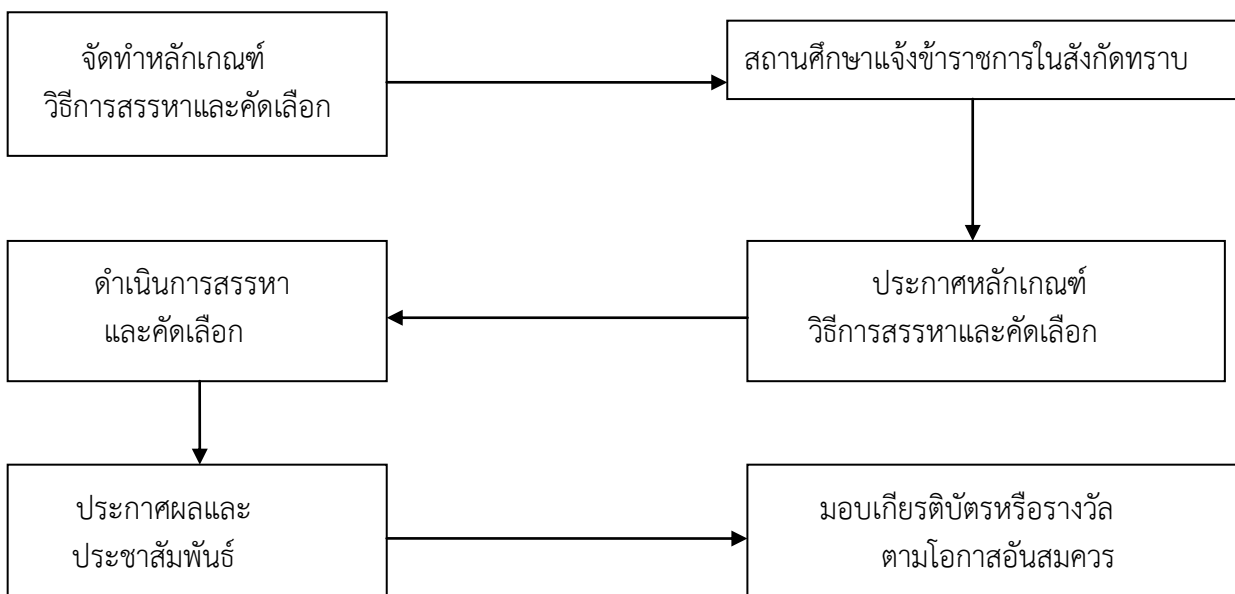 จัดทำหลักเกณฑ์
วิธีการสรรหาและคัดเลือก
สถานศึกษาแจ้งข้าราชการในสังกัดทราบ
ประกาศหลักเกณฑ์
วิธีการสรรหาและคัดเลือก
ดำเนินการสรรหา
และคัดเลือก
ประกาศผลและ
ประชาสัมพันธ์
มอบเกียรติบัตรหรือรางวัล
ตามโอกาสอันสมควร